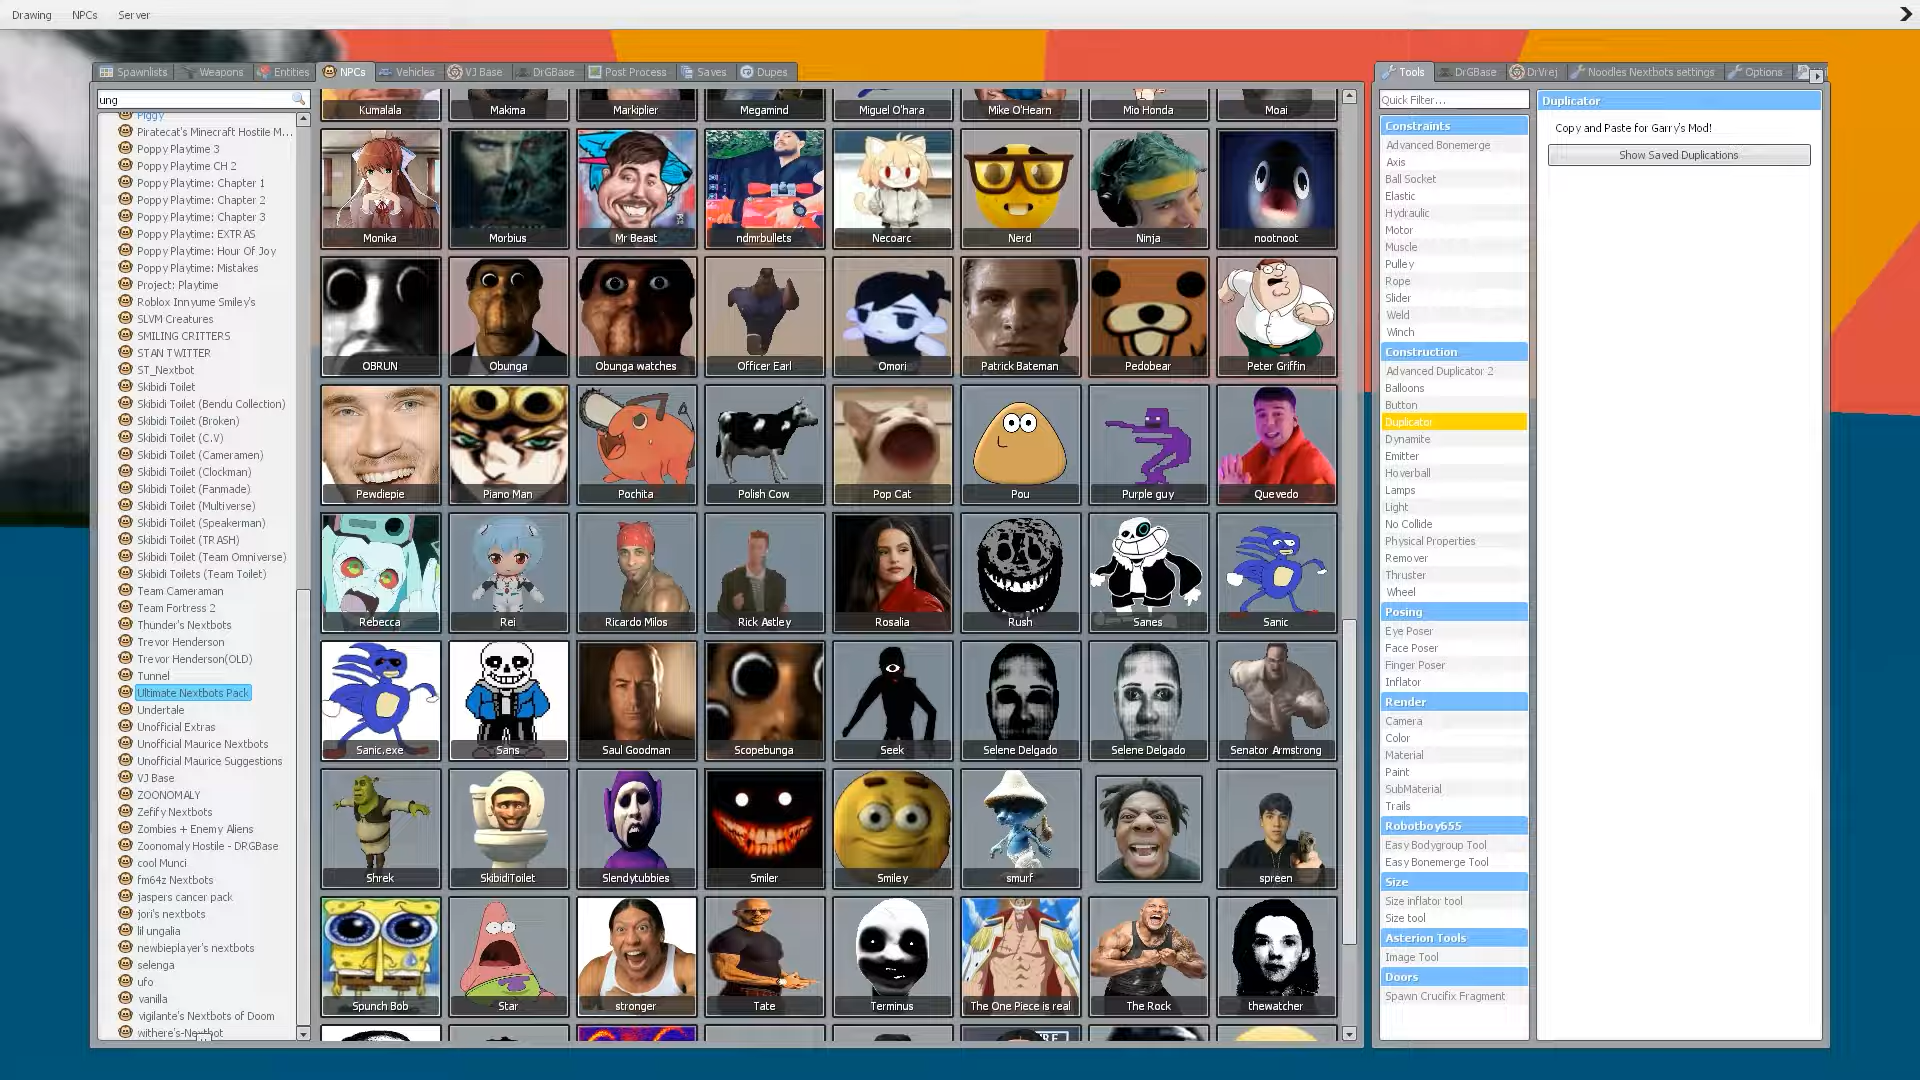 Drawing NPCs Server
Spawnlists Weapons Entities NPCs Vehicles VJ Base DrGBase Post Process Saves Dupes
ung
Piggy
Piratecat's Minecraft Hostile M...
Poppy Playtime 3
Poppy Playtime CH 2
Poppy Playtime: Chapter 1
Poppy Playtime: Chapter 2
Poppy Playtime: Chapter 3
Poppy Playtime: EXTRAS
Poppy Playtime: Hour Of Joy
Poppy Playtime: Mistakes
Project: Playtime
Roblox Innyume Smiley's
SLVM Creatures
SMILING CRITTERS
STAN TWITTER
ST_Nextbot
Skibidi Toilet
Skibidi Toilet (Bendu Collection)
Skibidi Toilet (Broken)
Skibidi Toilet (C.V)
Skibidi Toilet (Cameramen)
Skibidi Toilet (Clockman)
Skibidi Toilet (Fanmade)
Skibidi Toilet (Multiverse)
Skibidi Toilet (Speakerman)
Skibidi Toilet (TRASH)
Skibidi Toilet (Team Omniverse)
Skibidi Toilets (Team Toilet)
Team Cameraman
Team Fortress 2
Thunder's Nextbots
Trevor Henderson
Trevor Henderson(OLD)
Tunnel
Ultimate Nextbots Pack
Undertale
Unofficial Extras
Unofficial Maurice Nextbots
Unofficial Maurice Suggestions
VJ Base
ZOONOMALY
Zefify Nextbots
Zombies + Enemy Aliens
Zoonomaly Hostile - DRGBase
cool Munci
fm64z Nextbots
jaspers cancer pack
jori's nextbots
lil ungalia
newbieplayer's nextbots
selenga
ufo
vanilla
vigilante's Nextbots of Doom
withere's-Nextbot
Kumalala Makima Markiplier Megamind Miguel O'hara Mike O'Hearn Mio Honda Moai
Monika Morbius Mr Beast ndmrbullets Necoarc Nerd Ninja nootnoot
OBRUN Obunga Obunga watches Officer Earl Omori Patrick Bateman Pedobear Peter Griffin
Pewdiepie Piano Man Pochita Polish Cow Pop Cat Pou Purple guy Quevedo
Rebecca Rei Ricardo Milos Rick Astley Rosalia Rush Sanes Sanic
Sanic.exe Sans Saul Goodman Scopebunga Seek Selene Delgado Selene Delgado Senator Armstrong
Shrek SkibidiToilet Slendytubbies Smiler Smiley smurf spreen
Spunch Bob Star stronger Tate Terminus The One Piece is real The Rock thewatcher
Tools DrGBase DrVrej Noodles Nextbots settings Options
Quick Filter...
Constraints
Advanced Bonemerge
Axis
Ball Socket
Elastic
Hydraulic
Motor
Muscle
Pulley
Rope
Slider
Weld
Winch
Construction
Advanced Duplicator 2
Balloons
Button
Duplicator
Dynamite
Emitter
Hoverball
Lamps
Light
No Collide
Physical Properties
Remover
Thruster
Wheel
Posing
Eye Poser
Face Poser
Finger Poser
Inflator
Render
Camera
Color
Material
Paint
SubMaterial
Trails
Robotboy655
Easy Bodygroup Tool
Easy Bonemerge Tool
Size
Size inflator tool
Size tool
Asterion Tools
Image Tool
Doors
Spawn Crucifix Fragment
Duplicator
Copy and Paste for Garry's Mod!
Show Saved Duplications